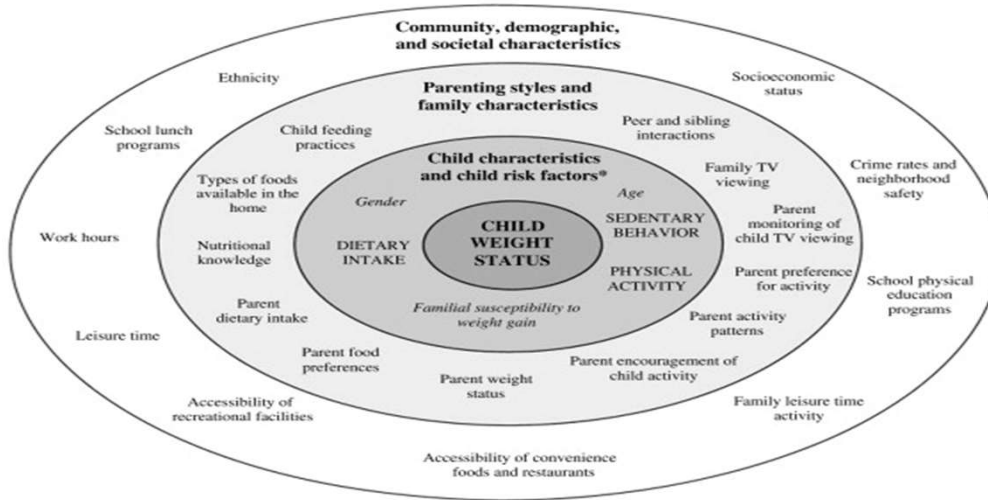 Community, demographic,
and societal characteristics
Ethnicity
Socioeconomic
status
Parenting styles and
family characteristics
School lunch
programs
Child feeding
practices
Peer and sibling
interactions
Child characteristics
and child risk factors*
Family TV
viewing
Crime rates and
neighborhood
safety
Types of foods
available in the
home
Gender
Age
CHILD
WEIGHT
STATUS
SEDENTARY
BEHAVIOR
Parent
monitoring of
child TV viewing
Work hours
Nutritional
knowledge
DIETARY
INTAKE
PHYSICAL
ACTIVITY
Parent preference
for activity
School physical
education
programs
Parent
dietary intake
Familial susceptibility to
weight gain
Parent activity
patterns
Leisure time
Parent food
preferences
Parent weight
status
Parent encouragement of
child activity
Accessibility of
recreational facilities
Family leisure time
activity
Accessibility of convenience
foods and restaurants